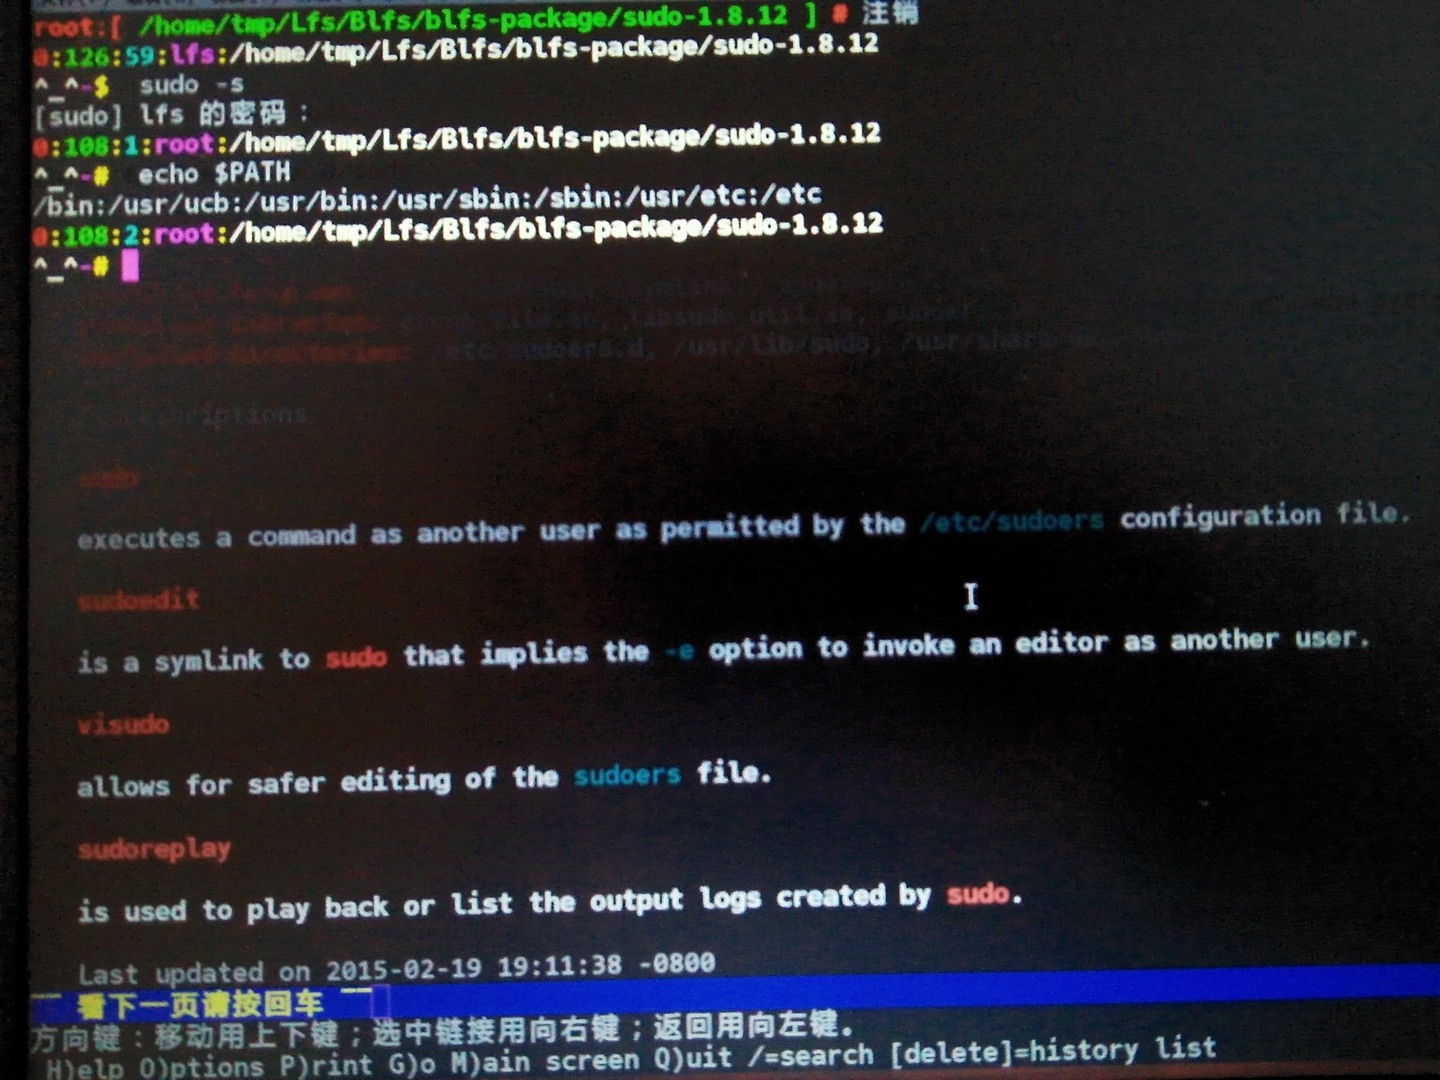 root:[ /home/tmp/Lfs/Blfs/blfs-package/sudo-1.8.12 ] # 注销
0:126:59:lfs:/home/tmp/Lfs/Blfs/blfs-package/sudo-1.8.12
^_^-$ sudo -s
[sudo] lfs 的密码：
0:108:1:root:/home/tmp/Lfs/Blfs/blfs-package/sudo-1.8.12
^_^-# echo $PATH
/bin:/usr/ucb:/usr/bin:/usr/sbin:/sbin:/usr/etc:/etc
0:108:2:root:/home/tmp/Lfs/Blfs/blfs-package/sudo-1.8.12
^_^-#
/etc/sudoers.d, /usr/lib/sudo,
sudo
executes a command as another user as permitted by the /etc/sudoers configuration file.
sudoedit
is a symlink to sudo that implies the -e option to invoke an editor as another user.
visudo
allows for safer editing of the sudoers file.
sudoreplay
is used to play back or list the output logs created by sudo.
Last updated on 2015-02-19 19:11:38 -0800
看下一页请按回车
方向键：移动用上下键；选中链接用向右键；返回用向左键。
H)elp O)ptions P)rint G)o M)ain screen Q)uit /=search [delete]=history list